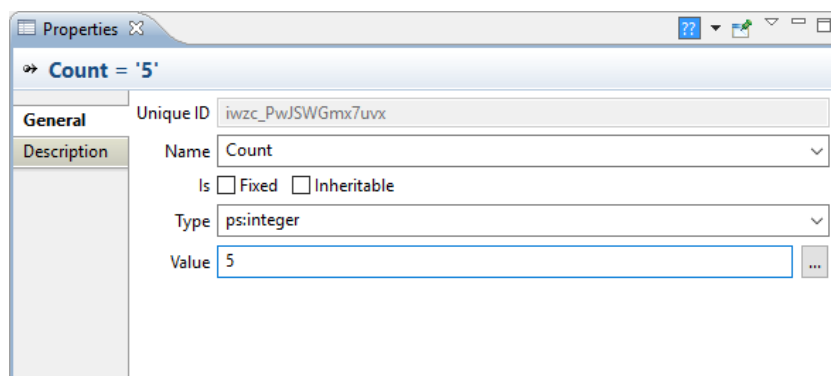 Properties
??
Count = '5'
General
Description
Unique ID iwzc_PwJSWGmx7uvx
Name Count
Is Fixed Inheritable
Type ps:integer
Value 5 ...